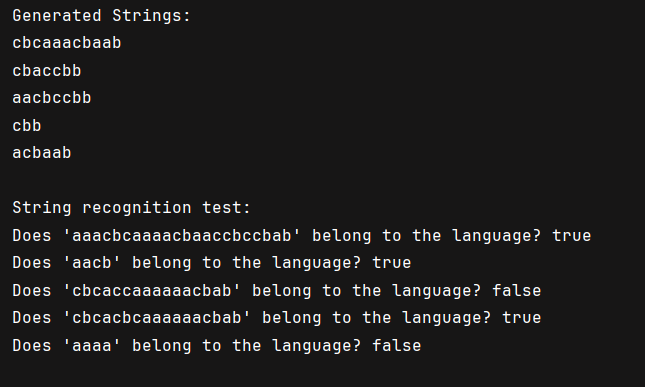 Generated Strings:
cbcaaacbaab
cbaccbb
aacbccbb
cbb
acbaab
String recognition test:
Does 'aaacbcaaaacbaaccbccbab' belong to the language? true
Does 'aacb' belong to the language? true
Does 'cbcaccaaaaaacbab' belong to the language? false
Does 'cbcacbcaaaaaacbab' belong to the language? true
Does 'aaaa' belong to the language? false